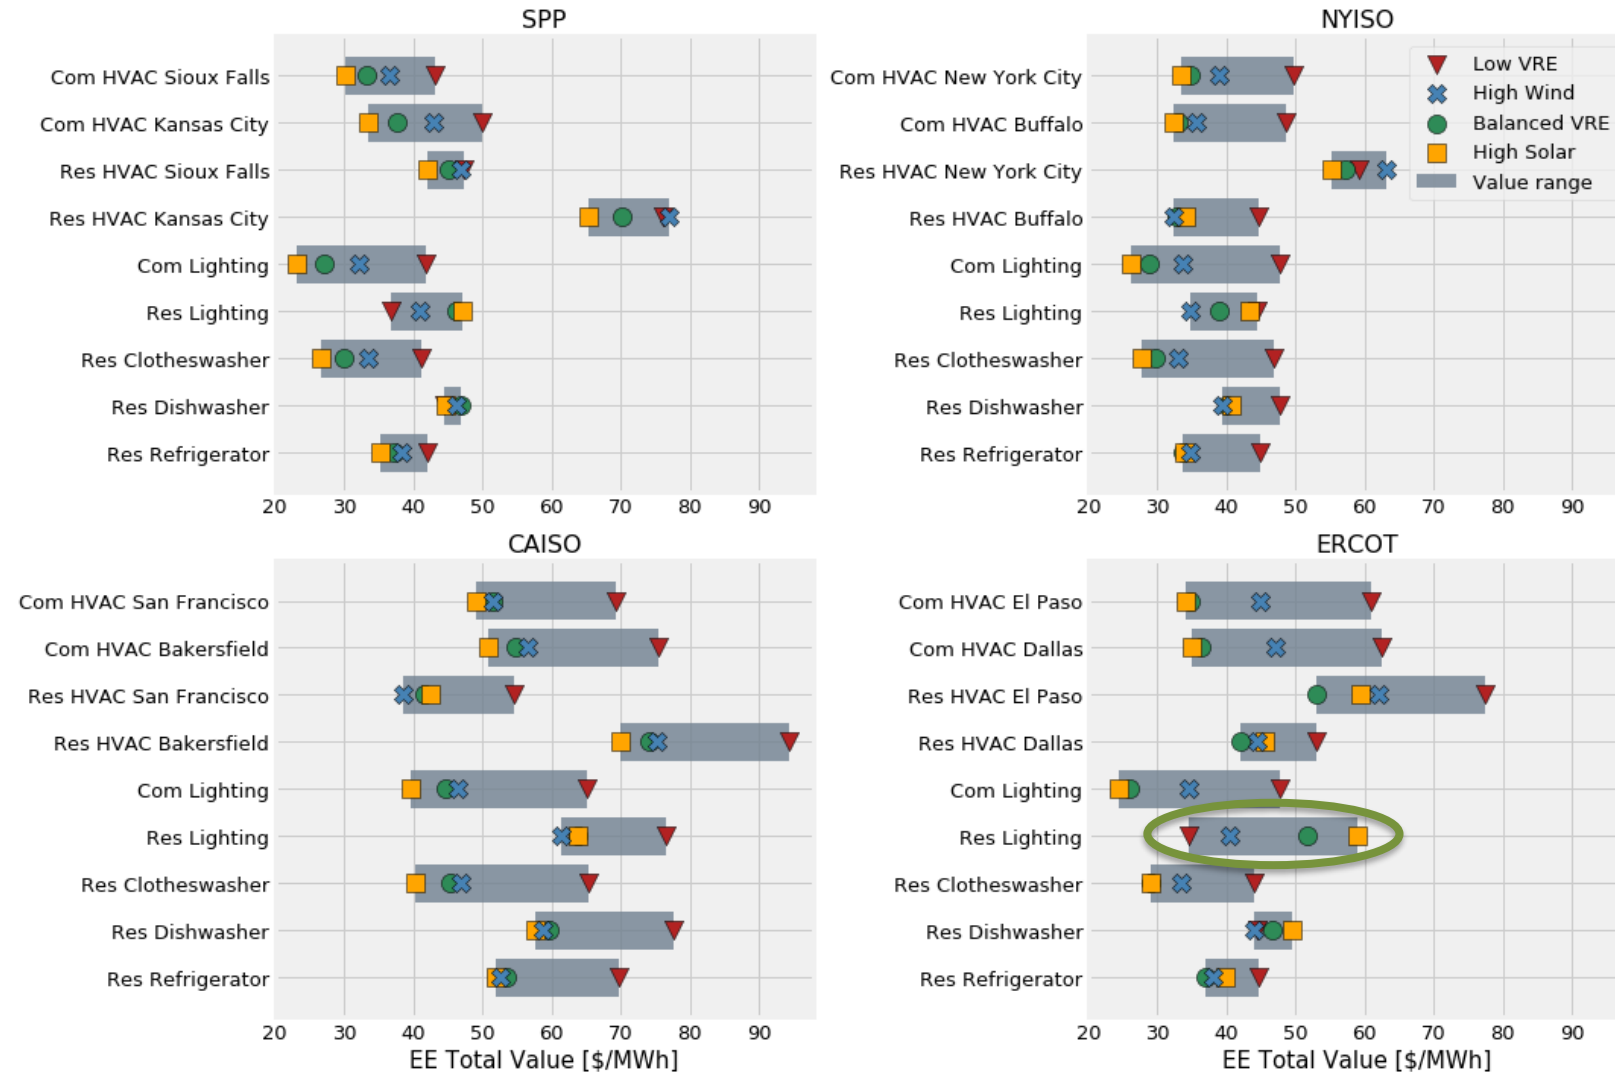 SPP
Com HVAC Sioux Falls
Com HVAC Kansas City
Res HVAC Sioux Falls
Res HVAC Kansas City
Com Lighting
Res Lighting
Res Clotheswasher
Res Dishwasher
Res Refrigerator
20 30 40 50 60 70 80 90
NYISO
Com HVAC New York City
Com HVAC Buffalo
Res HVAC New York City
Res HVAC Buffalo
Com Lighting
Res Lighting
Res Clotheswasher
Res Dishwasher
Res Refrigerator
20 30 40 50 60 70 80 90
Low VRE
High Wind
Balanced VRE
High Solar
Value range
CAISO
Com HVAC San Francisco
Com HVAC Bakersfield
Res HVAC San Francisco
Res HVAC Bakersfield
Com Lighting
Res Lighting
Res Clotheswasher
Res Dishwasher
Res Refrigerator
20 30 40 50 60 70 80 90
EE Total Value [$/MWh]
ERCOT
Com HVAC El Paso
Com HVAC Dallas
Res HVAC El Paso
Res HVAC Dallas
Com Lighting
Res Lighting
Res Clotheswasher
Res Dishwasher
Res Refrigerator
20 30 40 50 60 70 80 90
EE Total Value [$/MWh]